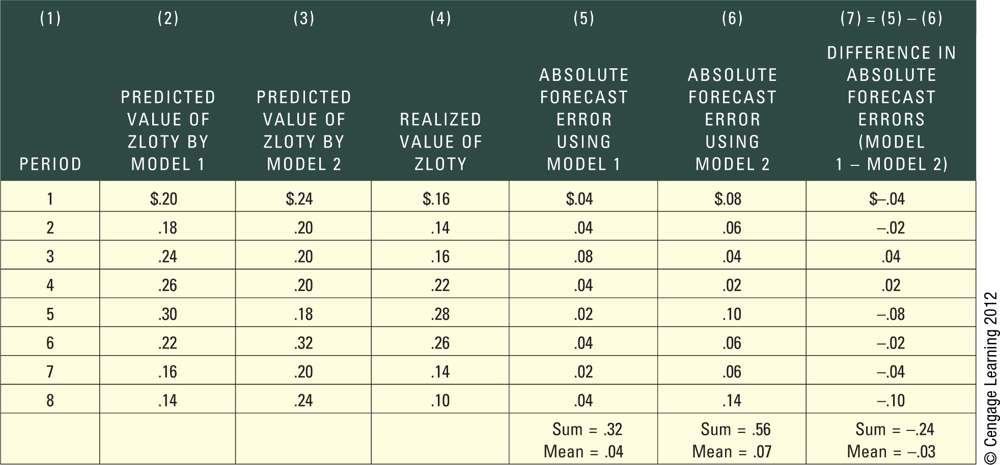 (1) (2) (3) (4) (5) (6) (7) = (5) – (6)
PERIOD
PREDICTED
VALUE OF
ZLOTY BY
MODEL 1
PREDICTED
VALUE OF
ZLOTY BY
MODEL 2
REALIZED
VALUE OF
ZLOTY
ABSOLUTE
FORECAST
ERROR
USING
MODEL 1
ABSOLUTE
FORECAST
ERROR
USING
MODEL 2
DIFFERENCE IN
ABSOLUTE
FORECAST
ERRORS
(MODEL
1 – MODEL 2)
1 $.20 $.24 $.16 $.04 $.08 $–.04
2 .18 .20 .14 .04 .06 –.02
3 .24 .20 .16 .08 .04 .04
4 .26 .20 .22 .04 .02 .02
5 .30 .18 .28 .02 .10 –.08
6 .22 .32 .26 .04 .06 –.02
7 .16 .20 .14 .02 .06 –.04
8 .14 .24 .10 .04 .14 –.10
Sum = .32 Sum = .56 Sum = –.24
Mean = .04 Mean = .07 Mean = –.03
© Cengage Learning 2012